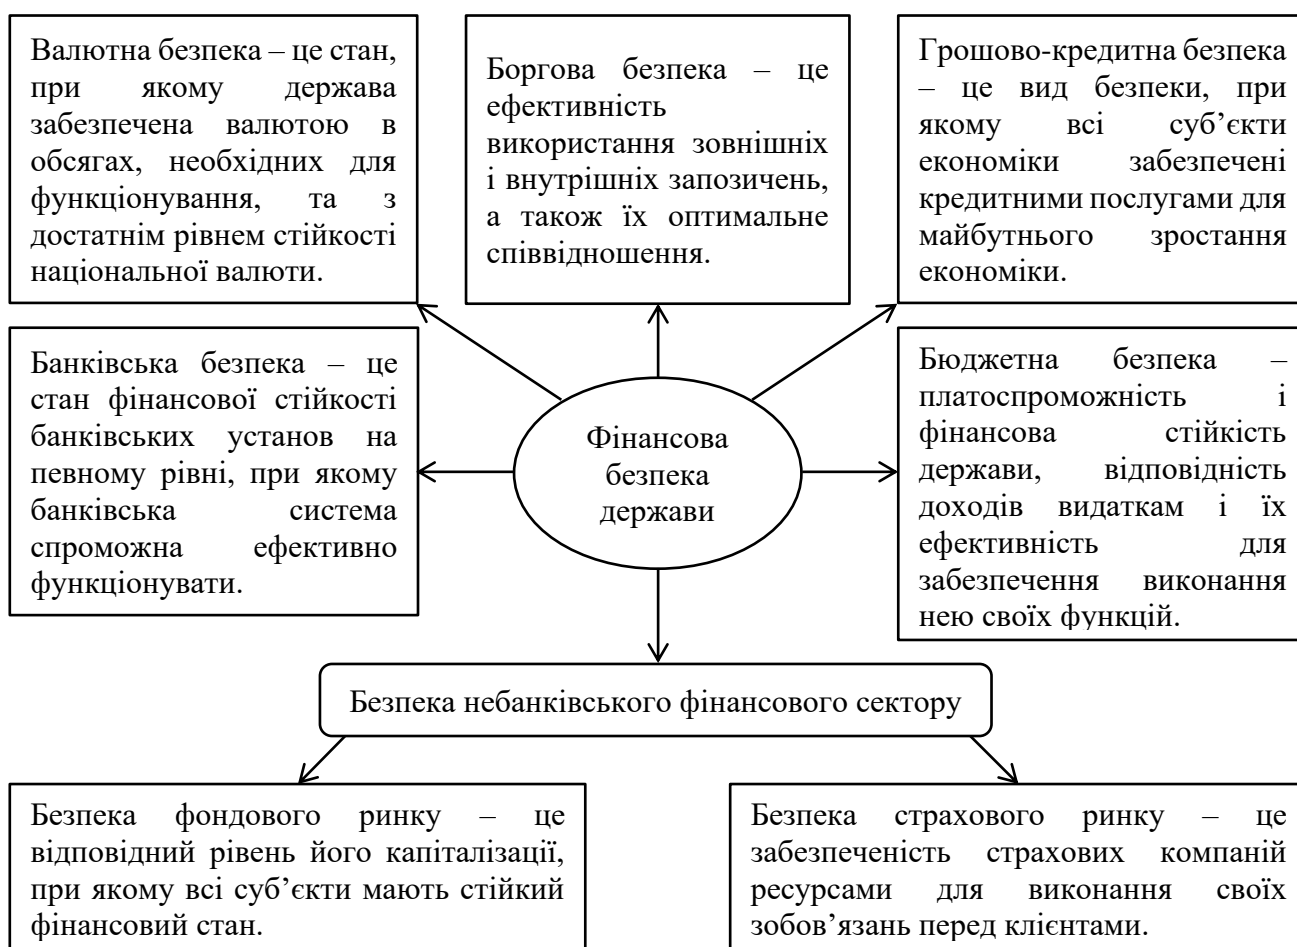 Валютна безпека – це стан,
при якому держава
забезпечена валютою в
обсягах, необхідних для
функціонування, та з
достатнім рівнем стійкості
національної валюти.
Боргова безпека – це
ефективність
використання зовнішніх
і внутрішніх запозичень,
а також їх оптимальне
співвідношення.
Грошово-кредитна безпека
– це вид безпеки, при
якому всі суб’єкти
економіки забезпечені
кредитними послугами для
майбутнього зростання
економіки.
Банківська безпека – це
стан фінансової стійкості
банківських установ на
певному рівні, при якому
банківська система
спроможна ефективно
функціонувати.
Фінансова
безпека
держави
Бюджетна безпека –
платоспроможність і
фінансова стійкість
держави, відповідність
доходів видаткам і їх
ефективність для
забезпечення виконання
нею своїх функцій.
Безпека небанківського фінансового сектору
Безпека фондового ринку – це
відповідний рівень його капіталізації,
при якому всі суб’єкти мають стійкий
фінансовий стан.
Безпека страхового ринку – це
забезпеченість страхових компаній
ресурсами для виконання своїх
зобов’язань перед клієнтами.